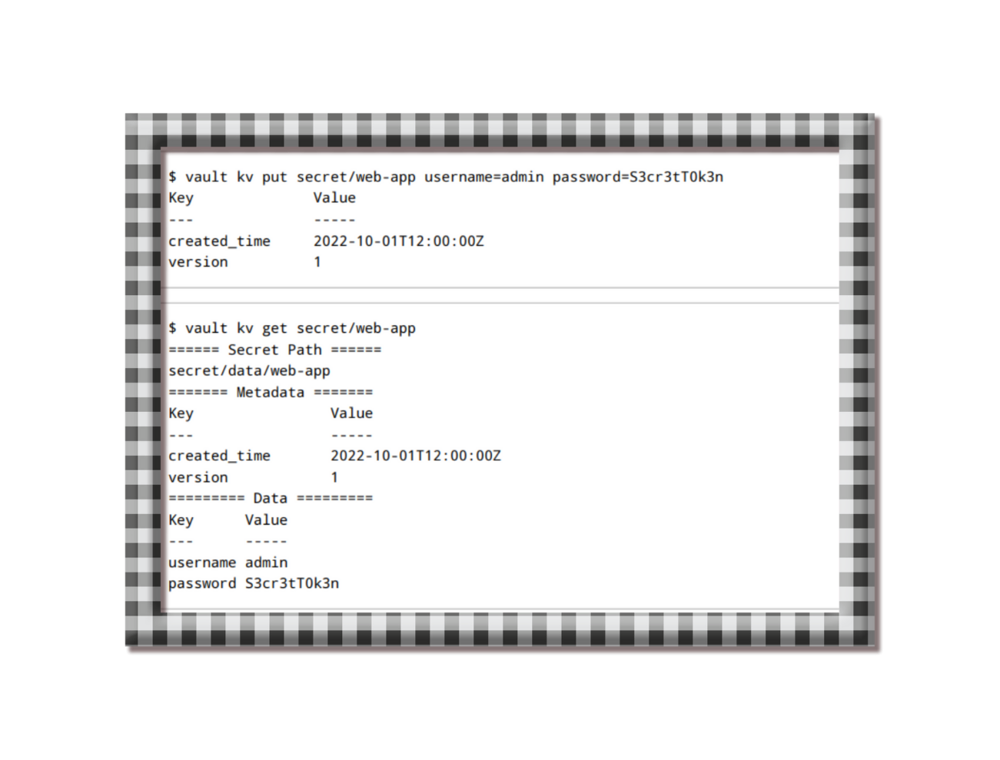 $ vault kv put secret/web-app username=admin password=S3cr3tT0k3n
Key              Value
---              -----
created_time     2022-10-01T12:00:00Z
version          1
$ vault kv get secret/web-app
====== Secret Path ======
secret/data/web-app
======= Metadata =======
Key                Value
---                -----
created_time       2022-10-01T12:00:00Z
version            1
========= Data =========
Key      Value
---      -----
username admin
password S3cr3tT0k3n